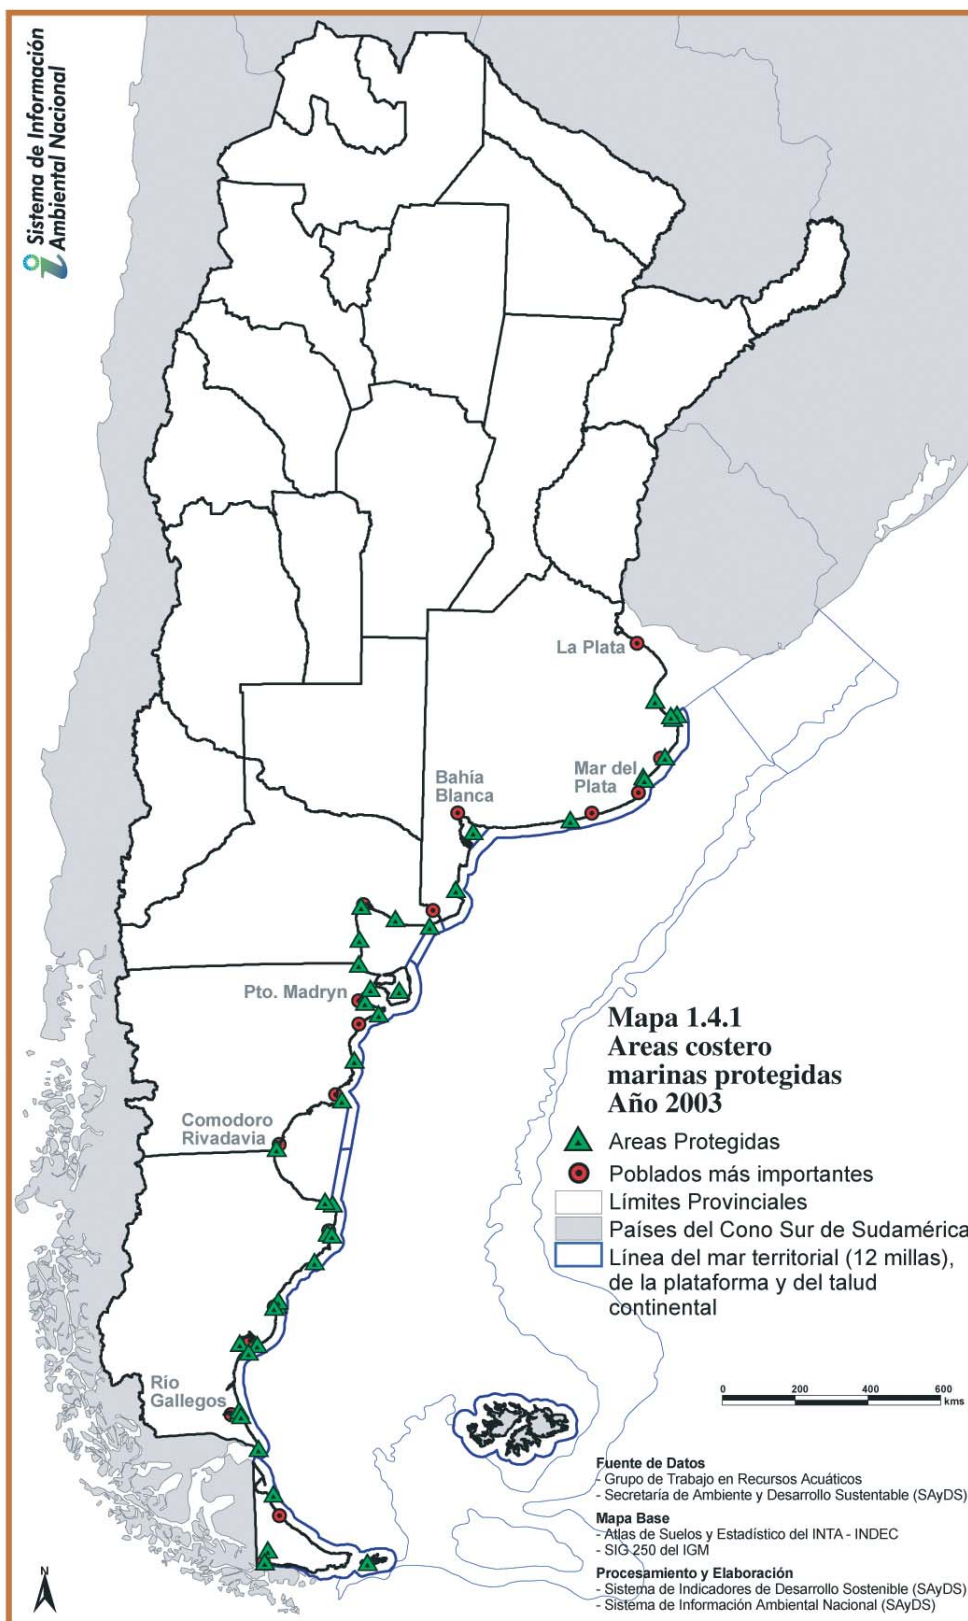 Sistema de Información
Ambiental Nacional
La Plata
Mar del
Plata
Bahía
Blanca
Pto. Madryn
Comodoro
Rivadavia
Río
Gallegos
Mapa 1.4.1
Areas costero
marinas protegidas
Año 2003
Areas Protegidas
Poblados más importantes
Límites Provinciales
Países del Cono Sur de Sudamérica
Línea del mar territorial (12 millas),
de la plataforma y del talud
continental
0 200 400 600
kms
Fuente de Datos
- Grupo de Trabajo en Recursos Acuáticos
- Secretaría de Ambiente y Desarrollo Sustentable (SAyDS)
Mapa Base
- Atlas de Suelos y Estadístico del INTA - INDEC
- SIG 250 del IGM
Procesamiento y Elaboración
- Sistema de Indicadores de Desarrollo Sostenible (SAyDS)
- Sistema de Información Ambiental Nacional (SAyDS)
N